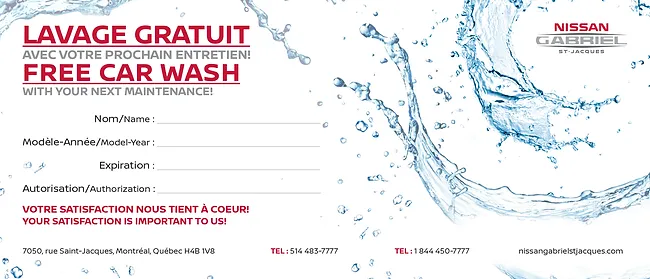 LAVAGE GRATUIT
AVEC VOTRE PROCHAIN ENTRETIEN!
FREE CAR WASH
WITH YOUR NEXT MAINTENANCE!
NISSAN
GABRIEL
ST-JACQUES
Nom/Name :
Modèle-Année/Model-Year :
Expiration :
Autorisation/Authorization :
VOTRE SATISFACTION NOUS TIENT À COEUR!
YOUR SATISFACTION IS IMPORTANT TO US!
7050, rue Saint-Jacques, Montréal, Québec H4B 1V8 TEL : 514 483-7777 TEL : 1 844 450-7777 nissangabrielstjacques.com